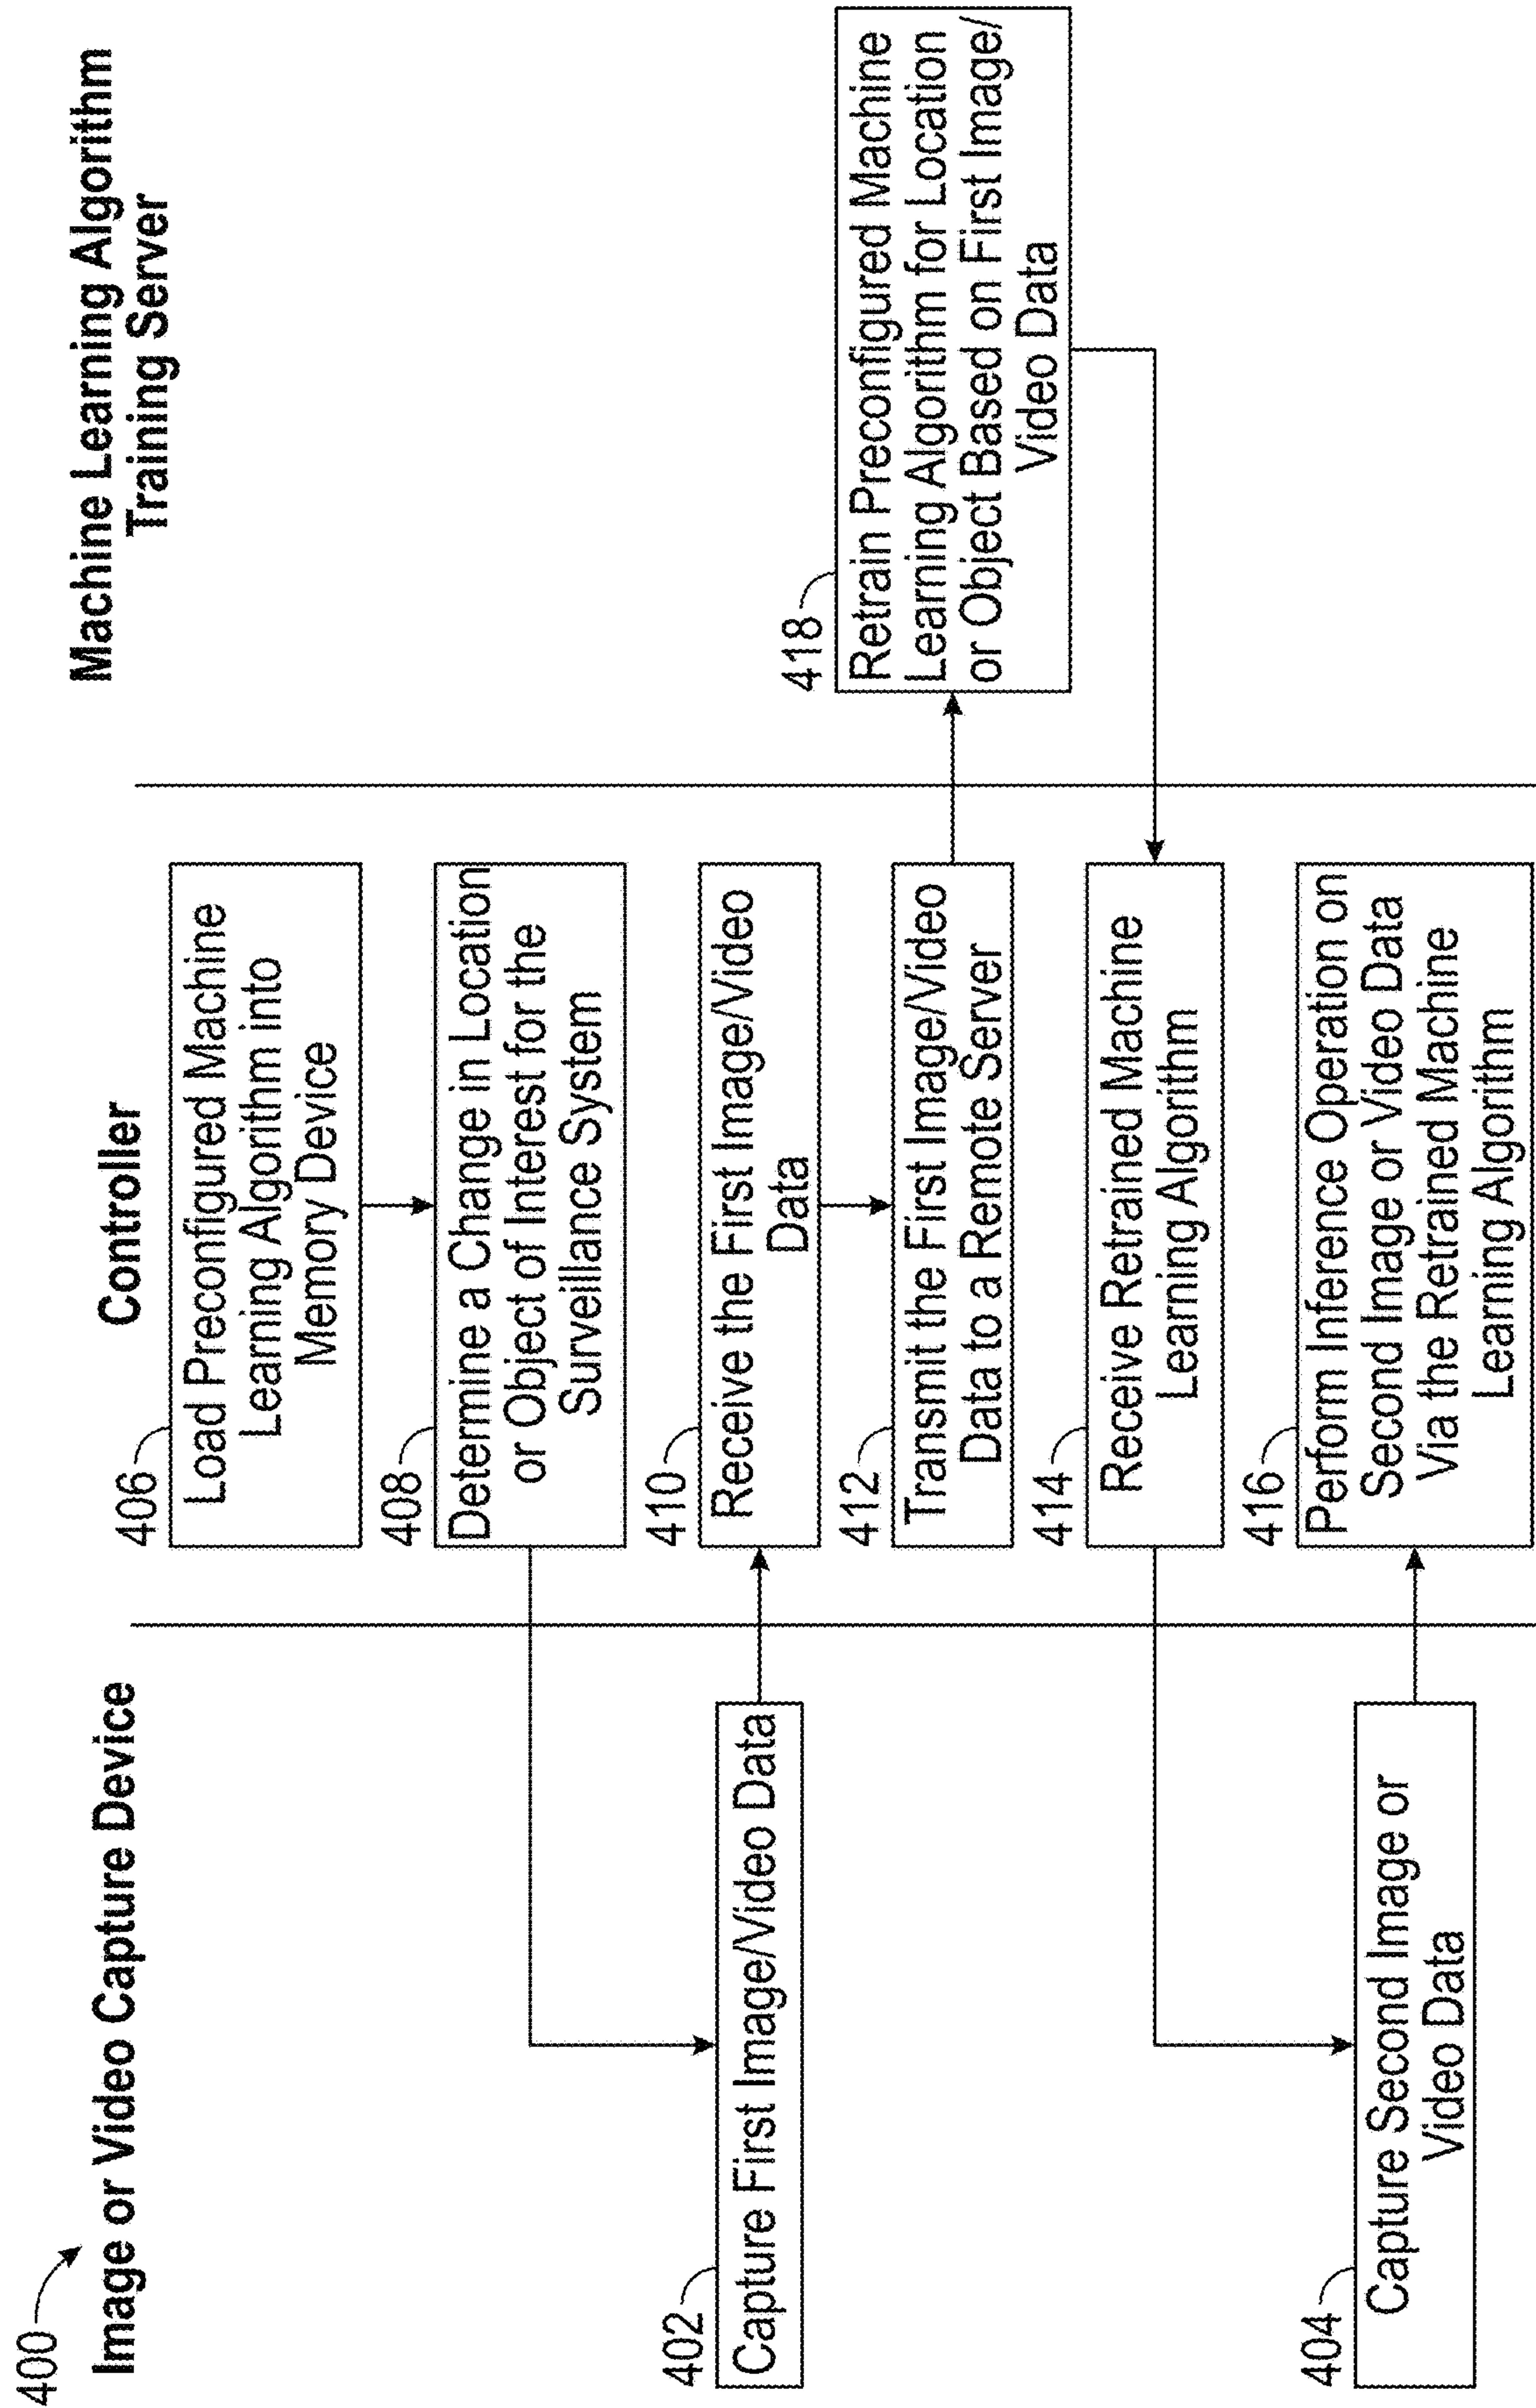 400
Image or Video Capture Device
Controller
Machine Learning Algorithm
Training Server
406
Load Preconfigured Machine
Learning Algorithm into
Memory Device
408
Determine a Change in Location
or Object of Interest for the
Surveillance System
402
Capture First Image/Video Data
410
Receive the First Image/Video
Data
412
Transmit the First Image/Video
Data to a Remote Server
418
Retrain Preconfigured Machine
Learning Algorithm for Location
or Object Based on First Image/
Video Data
414
Receive Retrained Machine
Learning Algorithm
404
Capture Second Image or
Video Data
416
Perform Inference Operation on
Second Image or Video Data
Via the Retrained Machine
Learning Algorithm